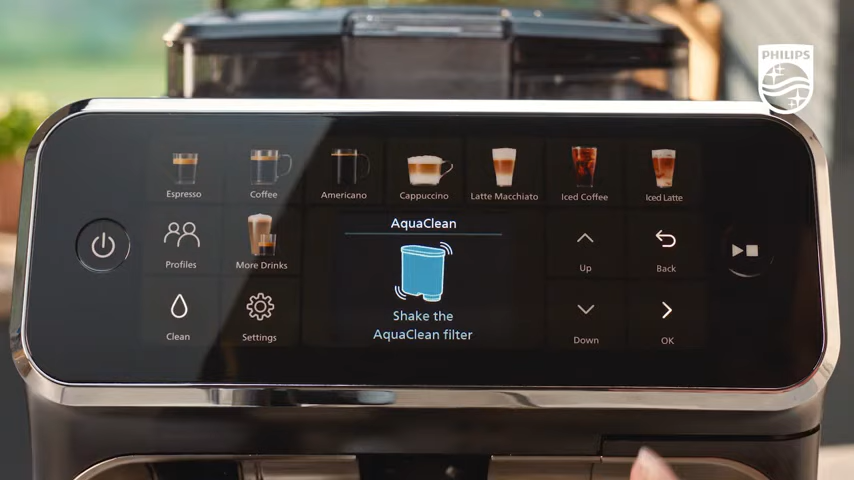 PHILIPS
Espresso
Coffee
Americano
Cappuccino
Latte Macchiato
Iced Coffee
Iced Latte
Profiles
More Drinks
AquaClean
Up
Back
Shake the
AquaClean filter
Clean
Settings
Down
OK